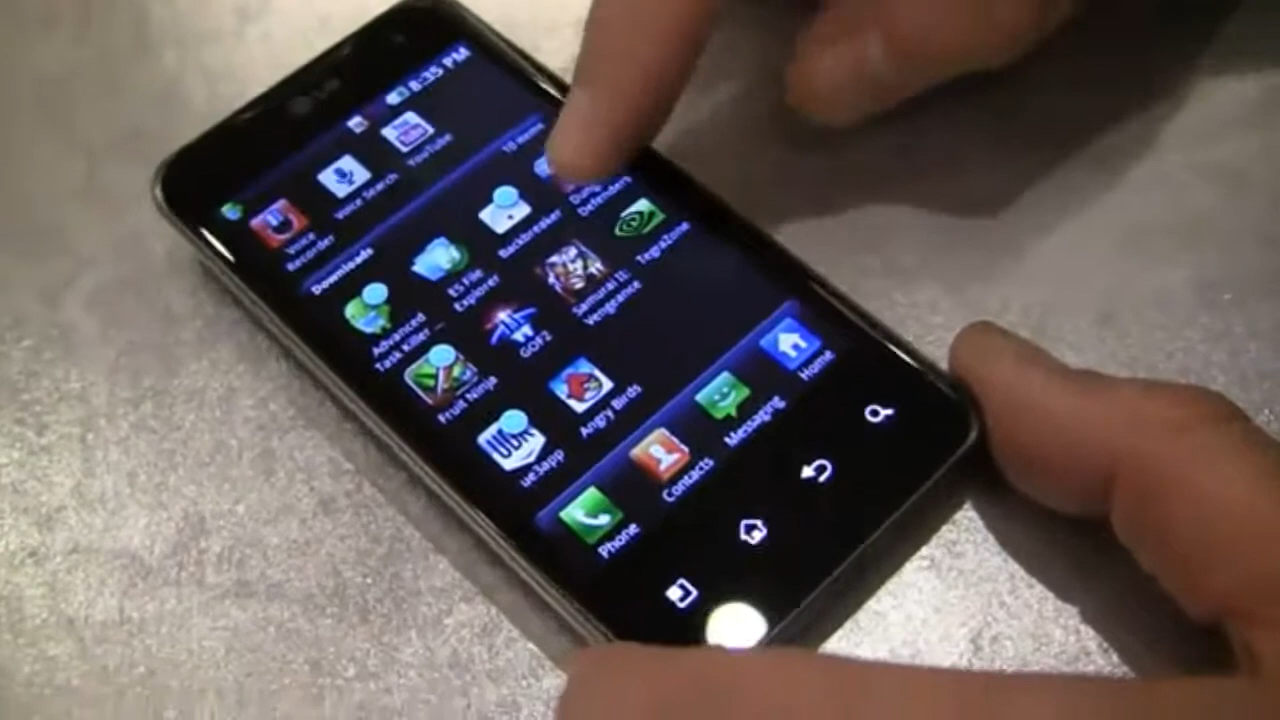 LG
8:35 PM
Voice
Recorder
Voice Search
YouTube
Downloads
10 items
Advanced
Task Killer ...
ES File
Explorer
Backbreaker
Defenders
Fruit Ninja
GOF2
Samurai II:
Vengeance
TegraZone
ue3app
Angry Birds
Phone
Contacts
Messaging
Home